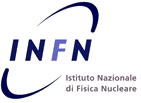 INFN
Istituto Nazionale
di Fisica Nucleare